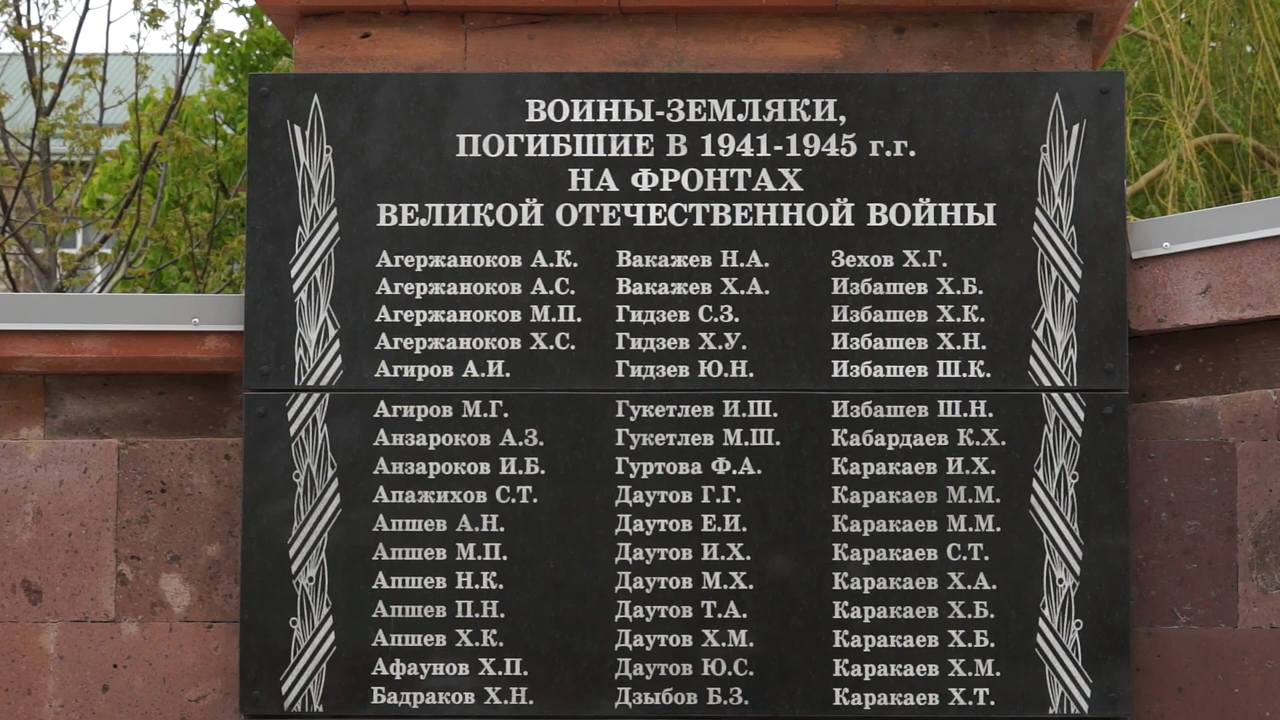 ВОИНЫ-ЗЕМЛЯКИ,
ПОГИБШИЕ В 1941-1945 г.г.
НА ФРОНТАХ
ВЕЛИКОЙ ОТЕЧЕСТВЕННОЙ ВОЙНЫ
Агержаноков А.К.
Агержаноков А.С.
Агержаноков М.П.
Агержаноков Х.С.
Агиров А.И.
Агиров М.Г.
Анзароков А.З.
Анзароков И.Б.
Апажихов С.Т.
Апшев А.Н.
Апшев М.П.
Апшев Н.К.
Апшев П.Н.
Апшев Х.К.
Афаунов Х.П.
Бадраков Х.Н.
Вакажев Н.А.
Вакажев Х.А.
Гидзев С.З.
Гидзев Х.У.
Гидзев Ю.Н.
Гукетлев И.Ш.
Гукетлев М.Ш.
Гуртова Ф.А.
Даутов Г.Г.
Даутов Е.И.
Даутов И.Х.
Даутов М.Х.
Даутов Т.А.
Даутов Х.М.
Даутов Ю.С.
Дзыбов Б.З.
Зехов Х.Г.
Избашев Х.Б.
Избашев Х.К.
Избашев Х.Н.
Избашев Ш.К.
Избашев Ш.Н.
Кабардаев К.Х.
Каракаев И.Х.
Каракаев М.М.
Каракаев М.М.
Каракаев С.Т.
Каракаев Х.А.
Каракаев Х.Б.
Каракаев Х.Б.
Каракаев Х.М.
Каракаев Х.Т.